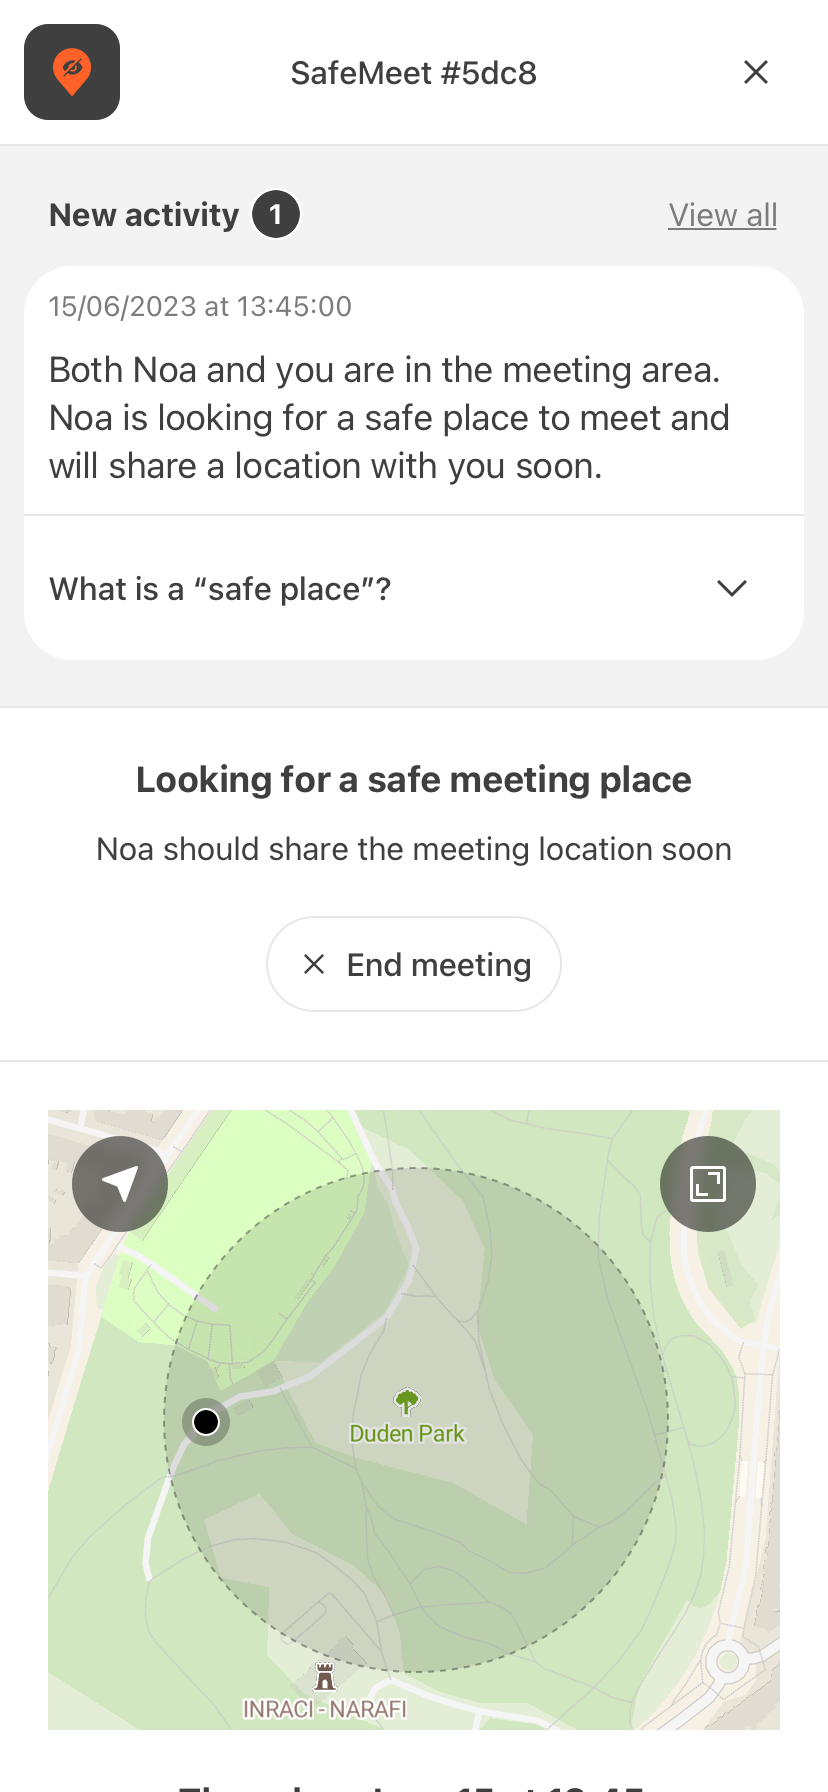 SafeMeet #5dc8
New activity 1
View all
15/06/2023 at 13:45:00
Both Noa and you are in the meeting area.
Noa is looking for a safe place to meet and
will share a location with you soon.
What is a “safe place”?
Looking for a safe meeting place
Noa should share the meeting location soon
End meeting
Duden Park
INRACI - NARAFI